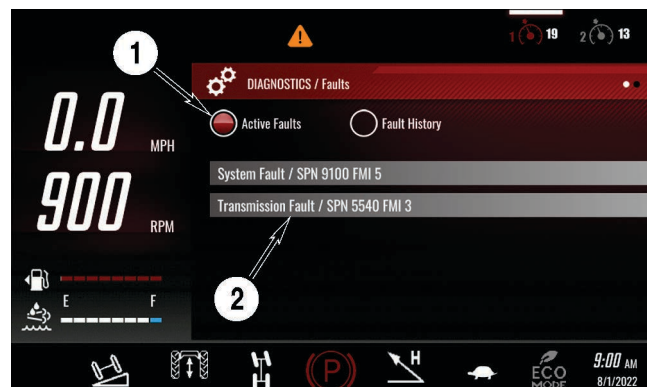 1 19 2 13
1
DIAGNOSTICS / Faults
Active Faults
Fault History
0.0 MPH
System Fault / SPN 9100 FMI 5
900 RPM
Transmission Fault / SPN 5540 FMI 3
2
E F
P
H
ECO
MODE
9:00 AM
8/1/2022